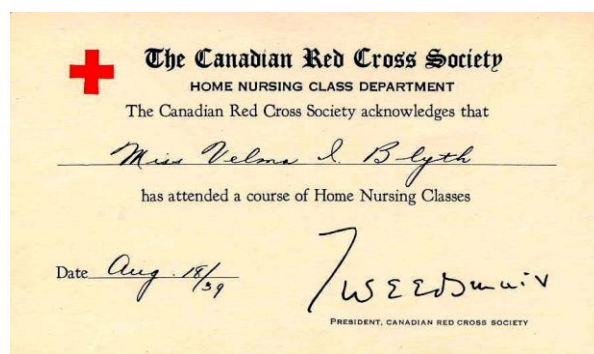 The Canadian Red Cross Society
HOME NURSING CLASS DEPARTMENT
The Canadian Red Cross Society acknowledges that
Miss Velma I. Blyth
has attended a course of Home Nursing Classes
Date Aug. 18/39
Tweedsmuir
PRESIDENT, CANADIAN RED CROSS SOCIETY